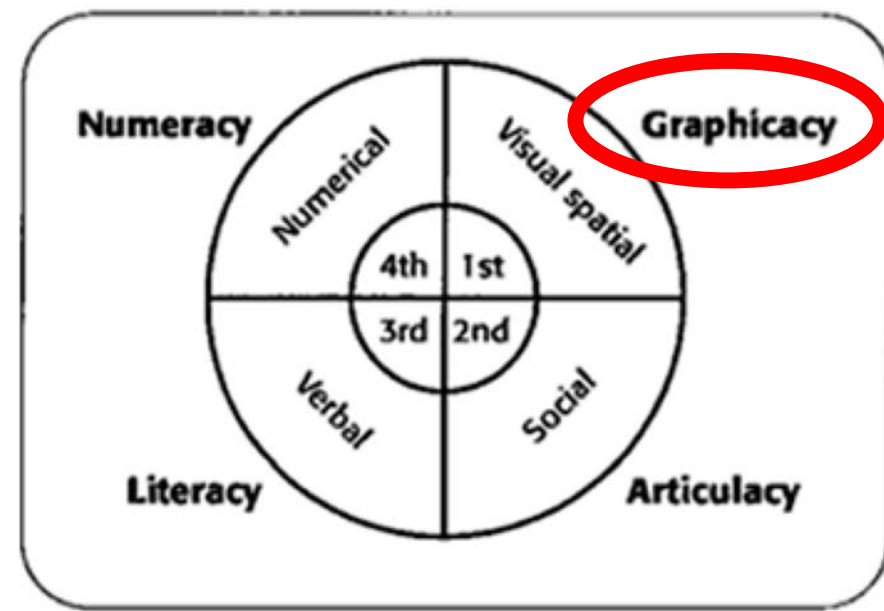 Numeracy
Graphicacy
Numerical
Visual spatial
4th
1st
3rd
2nd
Verbal
Social
Literacy
Articulacy